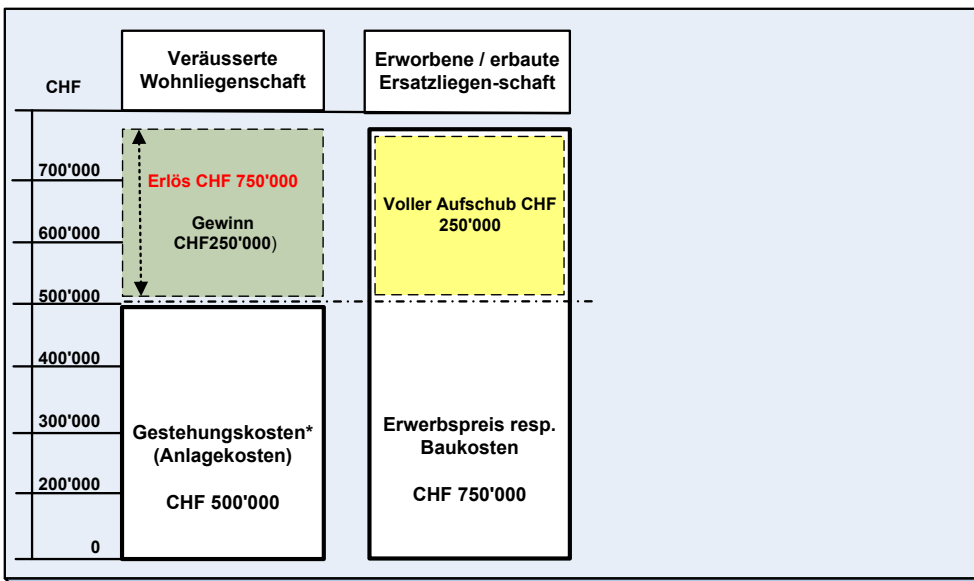 CHF
Veräusserte
Wohnliegenschaft
Erworbene / erbaute
Ersatzliegen-schaft
700'000
600'000
500'000
400'000
300'000
200'000
0
Erlös CHF 750'000
Gewinn
CHF250'000)
Voller Aufschub CHF
250'000
Gestehungskosten*
(Anlagekosten)
CHF 500'000
Erwerbspreis resp.
Baukosten
CHF 750'000